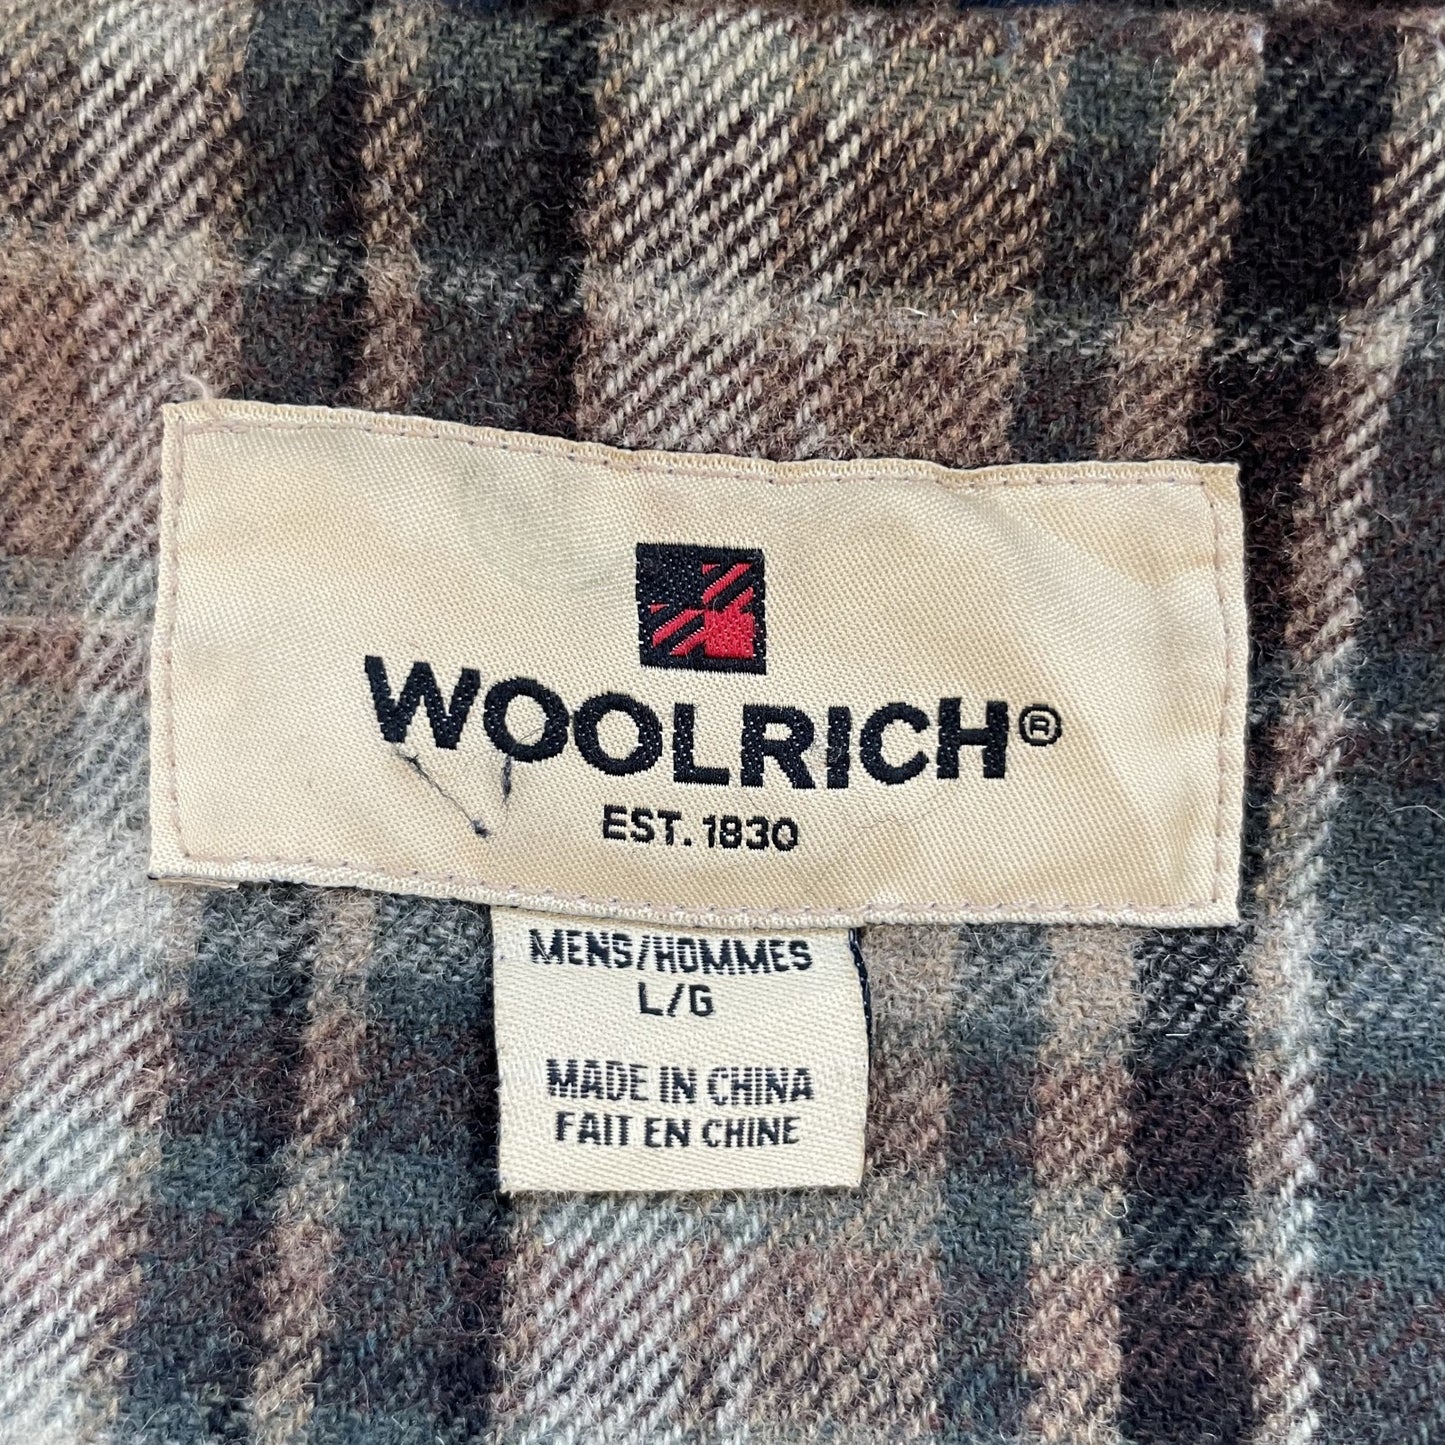 WOOLRICH®
EST. 1830
MENS/HOMMES
L/G
MADE IN CHINA
FAIT EN CHINE